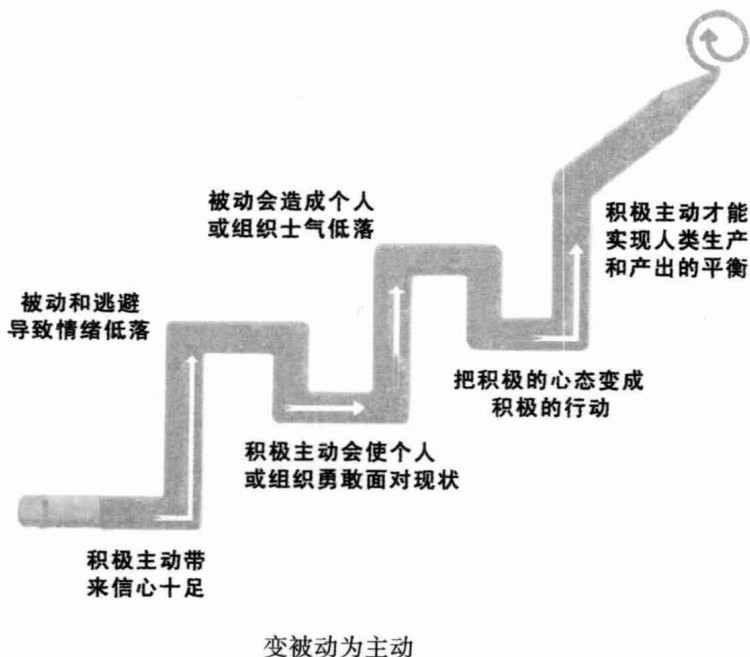 被动会造成个人
或组织士气低落
积极主动才能
实现人类生产
和产出的平衡
被动和逃避
导致情绪低落
把积极的心态变成
积极的行动
积极主动会使个人
或组织勇敢面对现状
积极主动带
来信心十足
变被动为主动